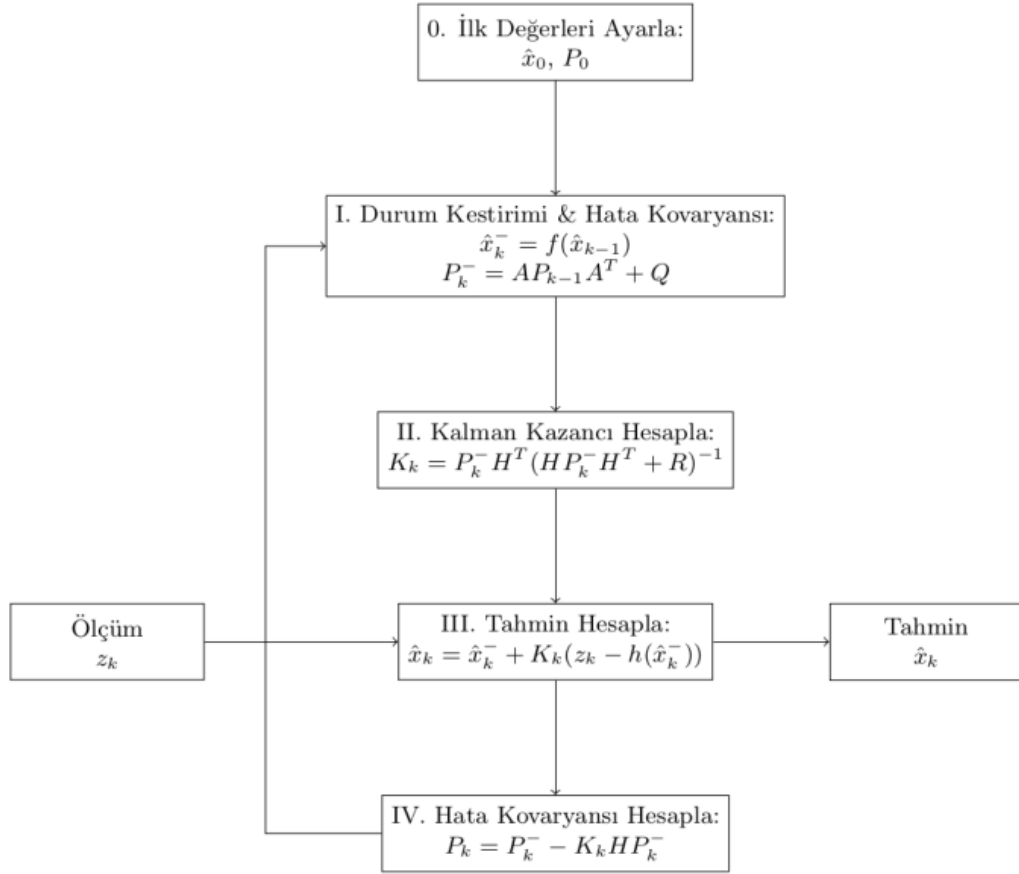 0. İlk Değerleri Ayarla:
x̂₀, P₀
I. Durum Kestirimi & Hata Kovaryansı:
x̂ₖ⁻ = f(x̂ₖ₋₁)
Pₖ⁻ = APₖ₋₁Aᵀ + Q
II. Kalman Kazancı Hesapla:
Kₖ = Pₖ⁻Hᵀ(HPₖ⁻Hᵀ + R)⁻¹
Ölçüm
zₖ
III. Tahmin Hesapla:
x̂ₖ = x̂ₖ⁻ + Kₖ(zₖ − h(x̂ₖ⁻))
Tahmin
x̂ₖ
IV. Hata Kovaryansı Hesapla:
Pₖ = Pₖ⁻ − KₖHPₖ⁻